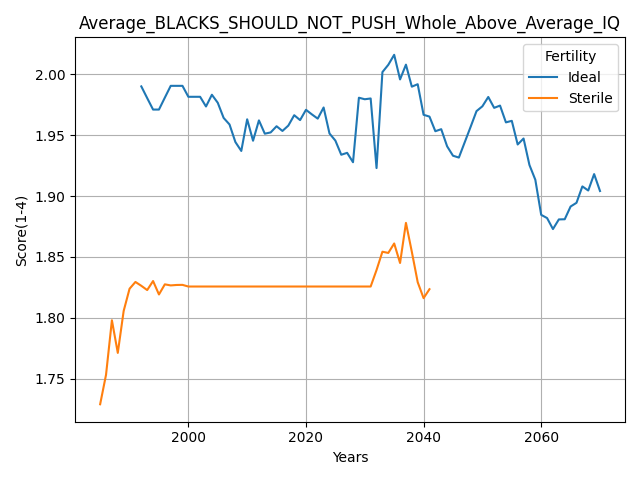 Average_BLACKS_SHOULD_NOT_PUSH_Whole_Above_Average_IQ
Fertility
Ideal
Sterile
Score(1-4)
2.00
1.95
1.90
1.85
1.80
1.75
2000
2020
2040
2060
Years